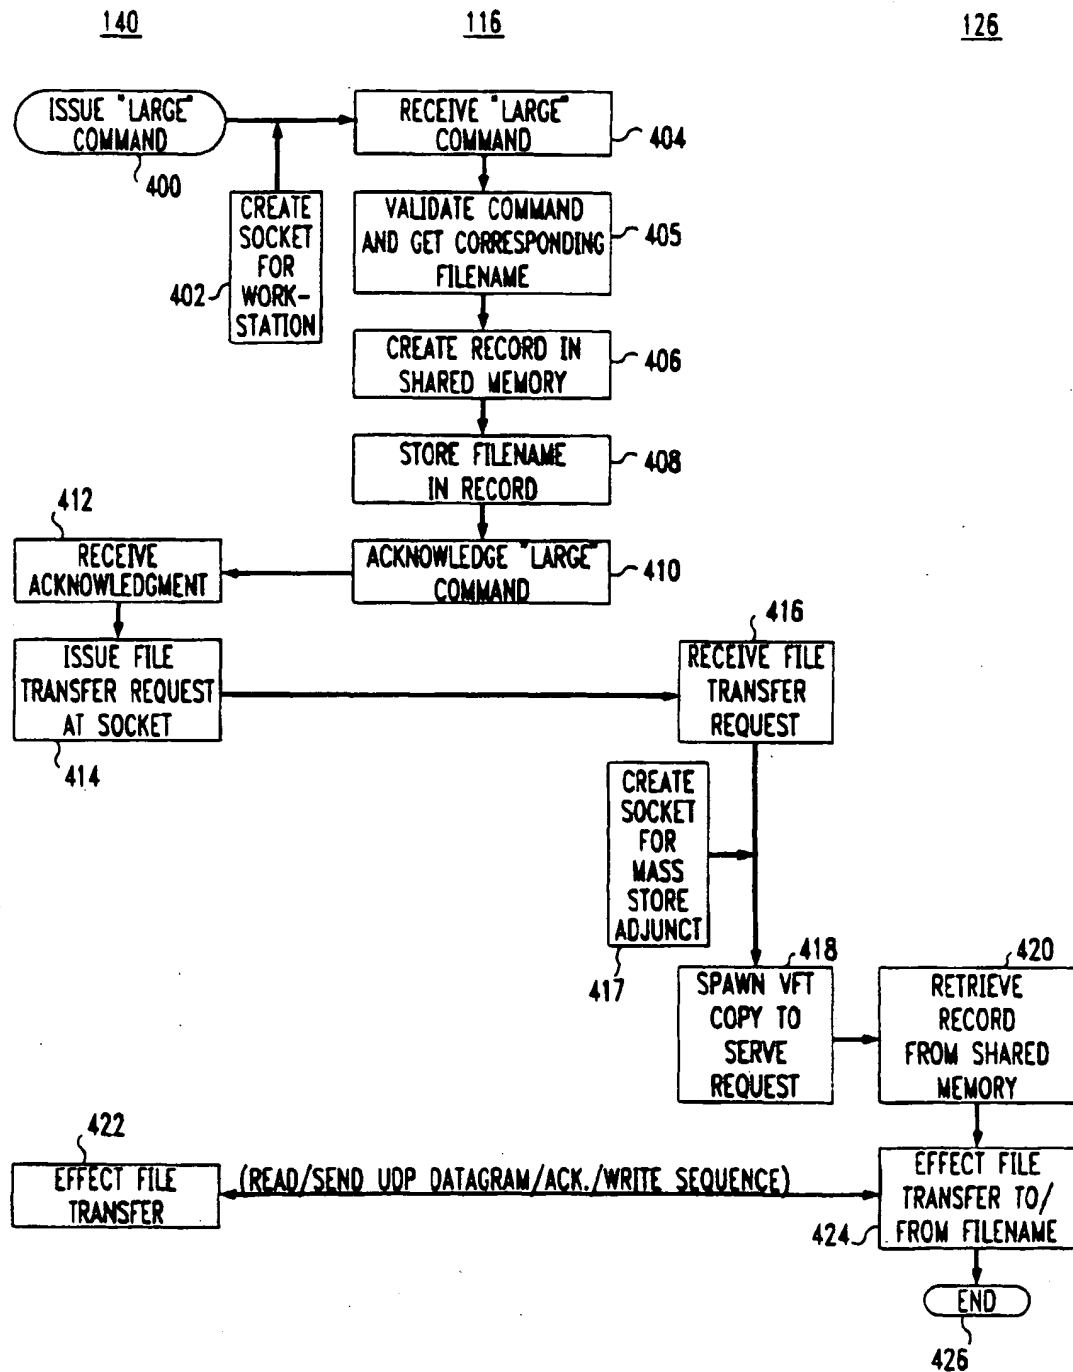 140
116
126
ISSUE "LARGE"
COMMAND
400
RECEIVE "LARGE"
COMMAND
404
CREATE
SOCKET
FOR
WORK-
STATION
402
VALIDATE COMMAND
AND GET CORRESPONDING
FILENAME
405
CREATE RECORD IN
SHARED MEMORY
406
STORE FILENAME
IN RECORD
408
ACKNOWLEDGE "LARGE"
COMMAND
410
412
RECEIVE
ACKNOWLEDGMENT
ISSUE FILE
TRANSFER REQUEST
AT SOCKET
414
416
RECEIVE FILE
TRANSFER
REQUEST
CREATE
SOCKET
FOR
MASS
STORE
ADJUNCT
417
418
SPAWN VFT
COPY TO
SERVE
REQUEST
420
RETRIEVE
RECORD
FROM SHARED
MEMORY
422
EFFECT FILE
TRANSFER
(READ/SEND UDP DATAGRAM/ACK./WRITE SEQUENCE)
EFFECT FILE
TRANSFER TO/
FROM FILENAME
424
END
426